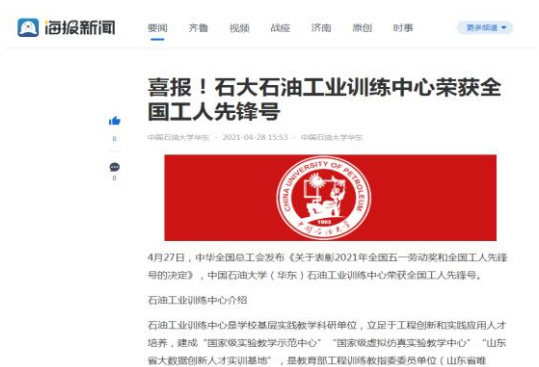 海报新闻
要闻 齐鲁 视频 战疫 济南 原创 时事 更多频道
喜报！石大石油工业训练中心荣获全
国工人先锋号
中国石油大学华东 · 2021-04-28 15:53 · 中国石油大学华东
0
0
CHINA UNIVERSITY OF PETROLEUM
1953
中国石油大学
4月27日，中华全国总工会发布《关于表彰2021年全国五一劳动奖和全国工人先锋
号的决定》，中国石油大学（华东）石油工业训练中心荣获全国工人先锋号。
石油工业训练中心介绍
石油工业训练中心是学校基层实践教学科研单位，立足于工程创新和实践应用人才
培养，建成“国家级实验教学示范中心”“国家级虚拟仿真实验教学中心”“山东
省大数据创新人才实训基地”，是教育部工程训练教指委委员单位（山东省唯